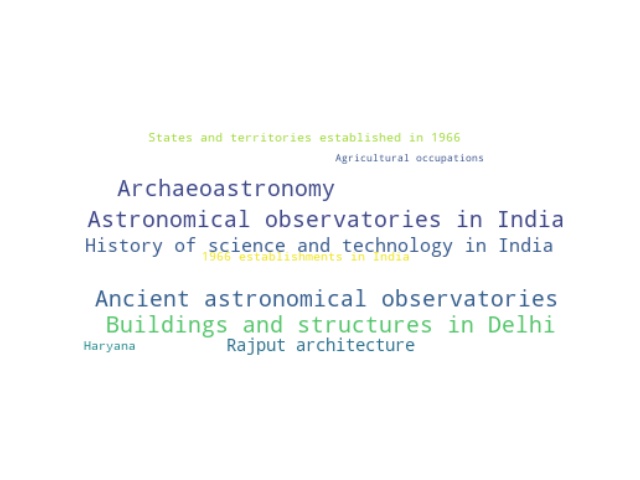 States and territories established in 1966
Agricultural occupations
Archaeoastronomy
Astronomical observatories in India
History of science and technology in India
1966 establishments in India
Ancient astronomical observatories
Buildings and structures in Delhi
Haryana
Rajput architecture